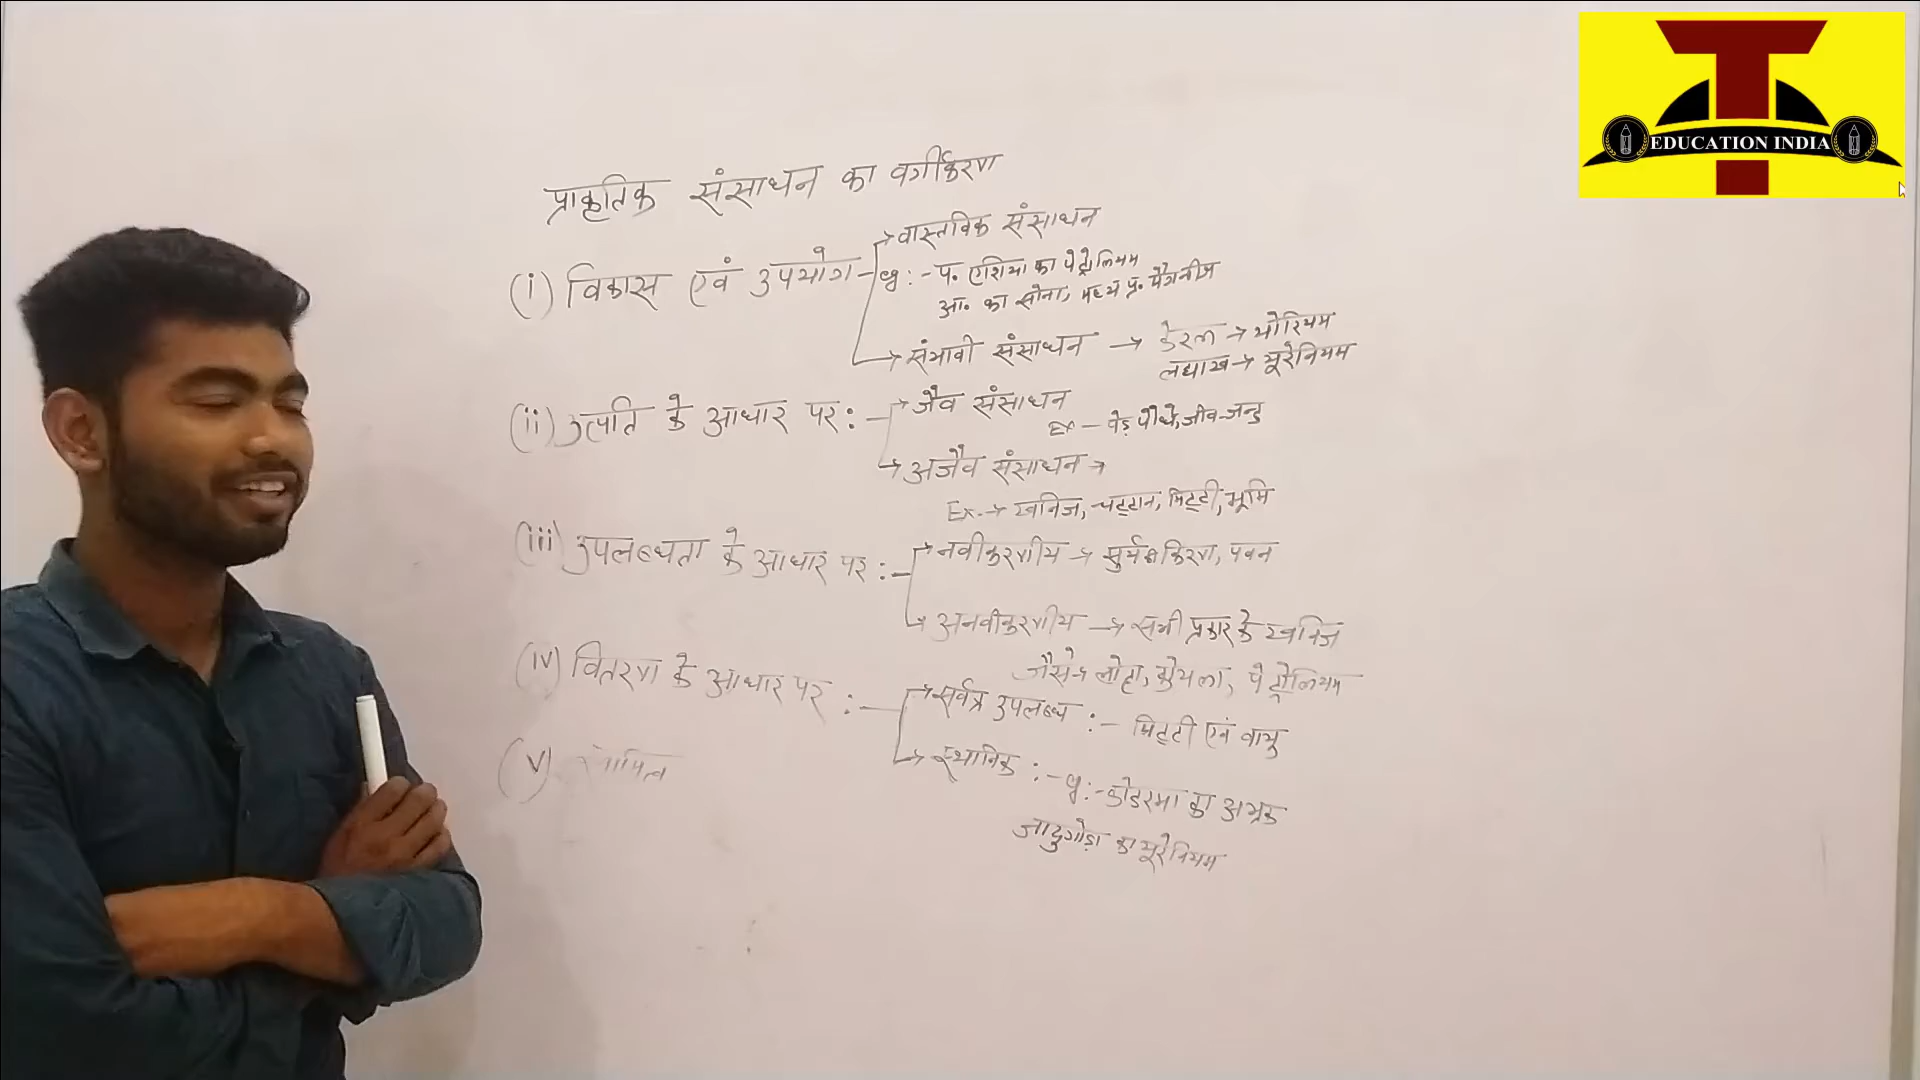 EDUCATION INDIA
प्राकृतिक संसाधन का वर्गीकरण
(i) विकास एवं उपयोग
वास्तविक संसाधन
प. एशिया का पेट्रोलियम
आ. का सोना, मध्य प्र. मैगनीज
संभावी संसाधन → केरल → थोरियम
लद्दाख → यूरेनियम
(ii) उत्पति के आधार पर :-
जैव संसाधन
Ex - पेड़ पौधे, जीव-जन्तु
अजैव संसाधन →
Ex. → खनिज, चट्टान, मिट्टी, भूमि
(iii) उपलब्धता के आधार पर :-
नवीकरणीय → सुर्य किरण, पवन
अनवीकरणीय → सभी प्रकार के खनिज
जैसे → लोहा, कोयला, पेट्रोलियम
(iv) वितरण के आधार पर :-
सर्वत्र उपलब्ध :- मिट्टी एवं वायु
स्थानिक :- कोडरमा का अभ्रक
जादुगोड़ा का यूरेनियम
(v)